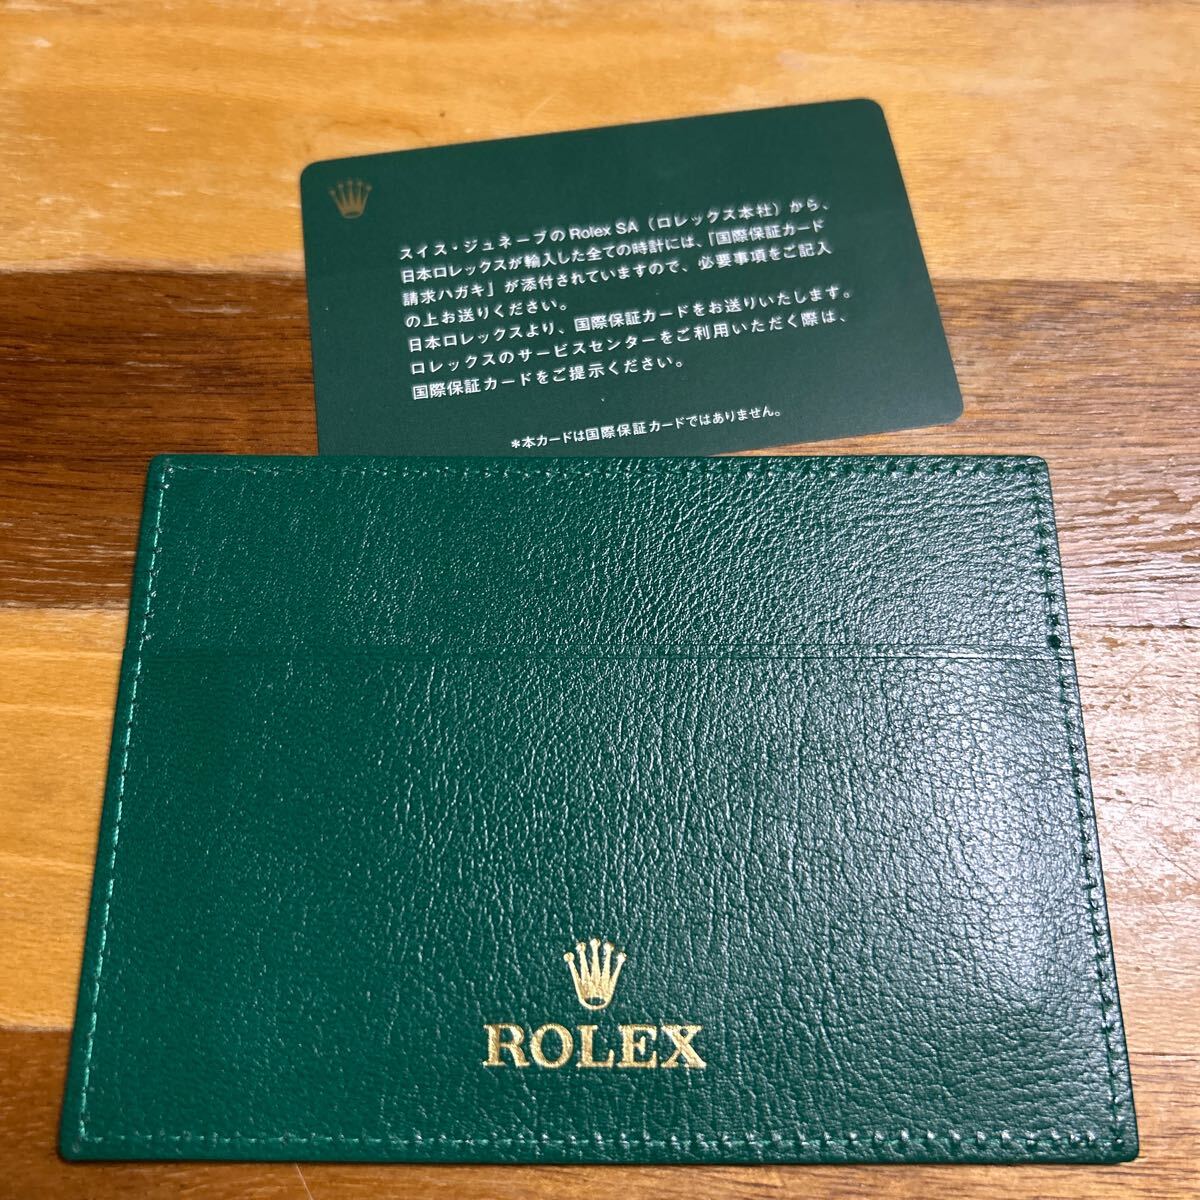 スイス・ジュネーブのRolex SA（ロレックス本社）から、
日本ロレックスが輸入した全ての時計には、「国際保証カード
請求ハガキ」が添付されていますので、必要事項をご記入
の上お送りください。
日本ロレックスより、国際保証カードをお送りいたします。
ロレックスのサービスセンターをご利用いただく際は、
国際保証カードをご提示ください。
*本カードは国際保証カードではありません。
ROLEX